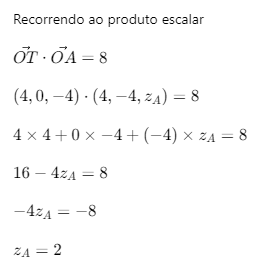 Recorrendo ao produto escalar
$\vec{OT} \cdot \vec{OA} = 8$
$(4, 0, -4) \cdot (4, -4, z_A) = 8$
$4 \times 4 + 0 \times -4 + (-4) \times z_A = 8$
$16 - 4z_A = 8$
$-4z_A = -8$
$z_A = 2$